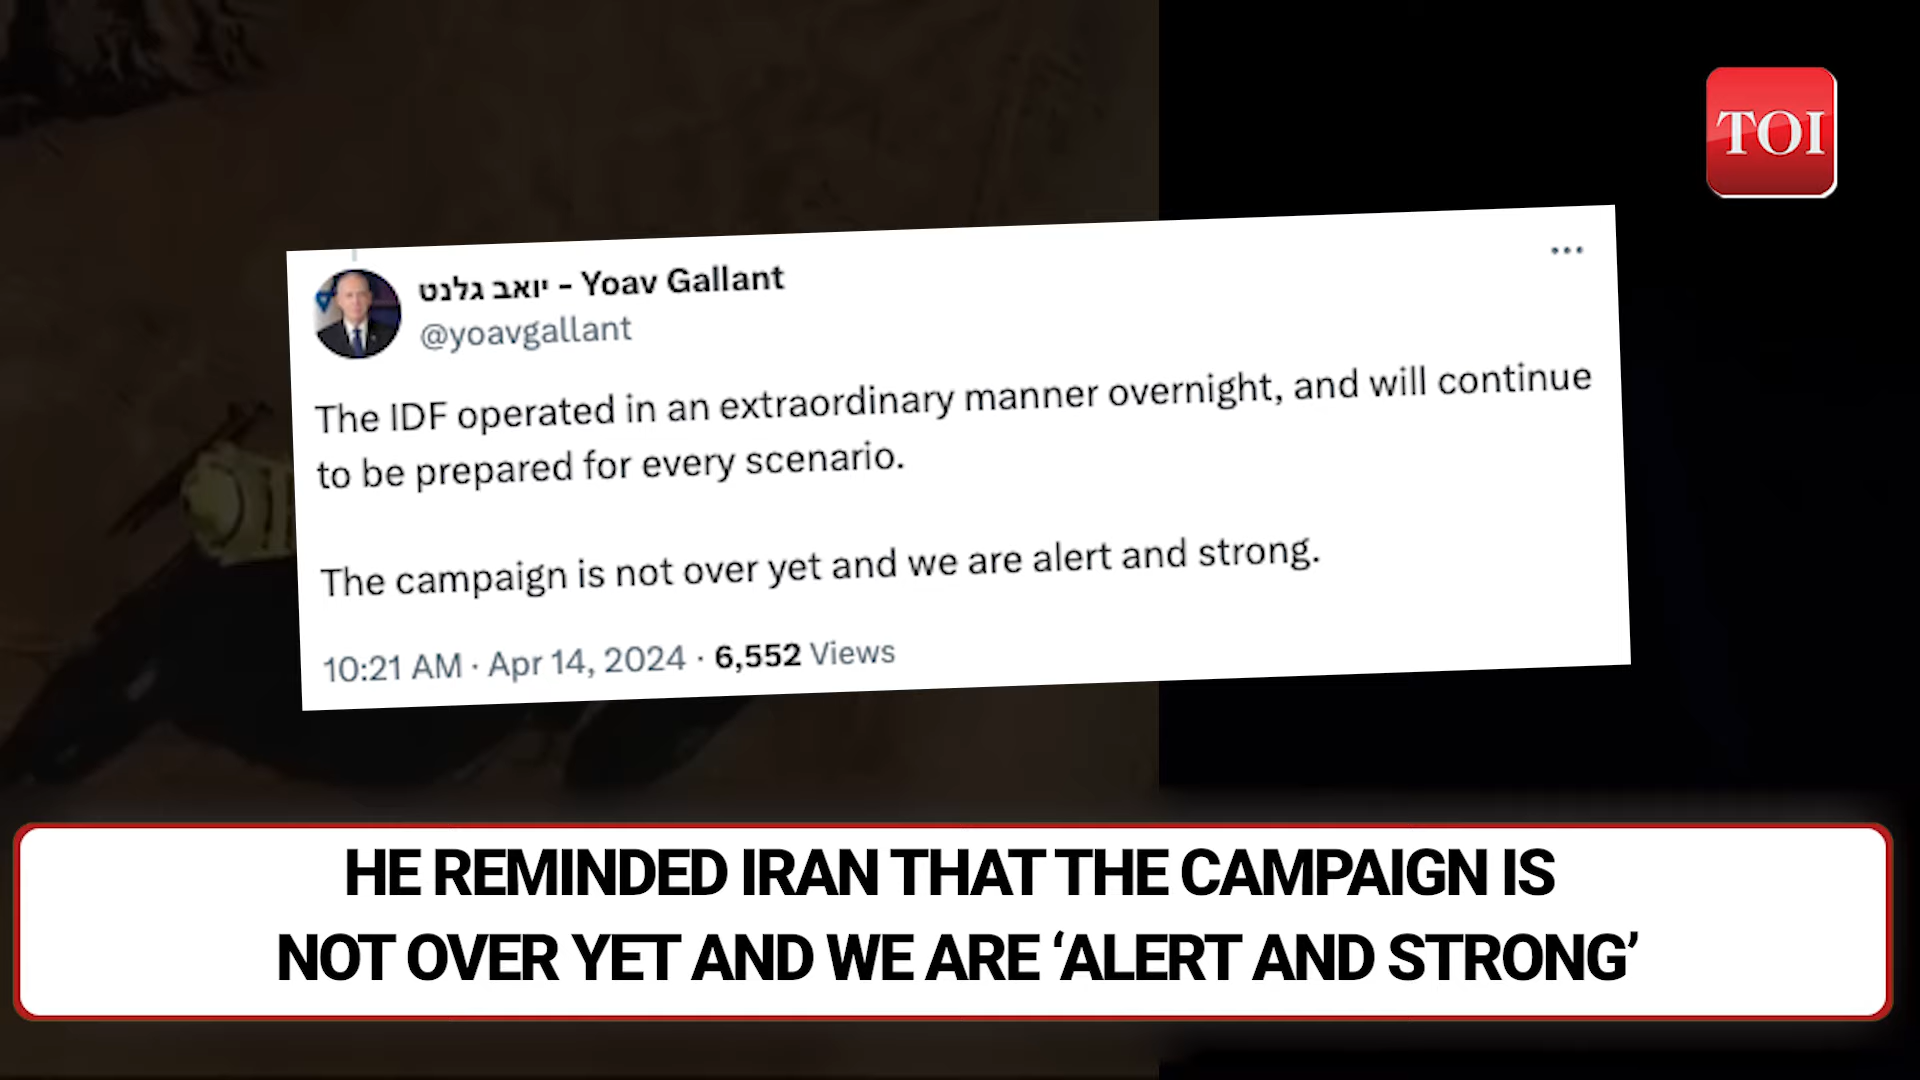 TOI
יואב גלנט - Yoav Gallant
@yoavgallant
The IDF operated in an extraordinary manner overnight, and will continue
to be prepared for every scenario.
The campaign is not over yet and we are alert and strong.
10:21 AM · Apr 14, 2024 · 6,552 Views
HE REMINDED IRAN THAT THE CAMPAIGN IS
NOT OVER YET AND WE ARE ‘ALERT AND STRONG’